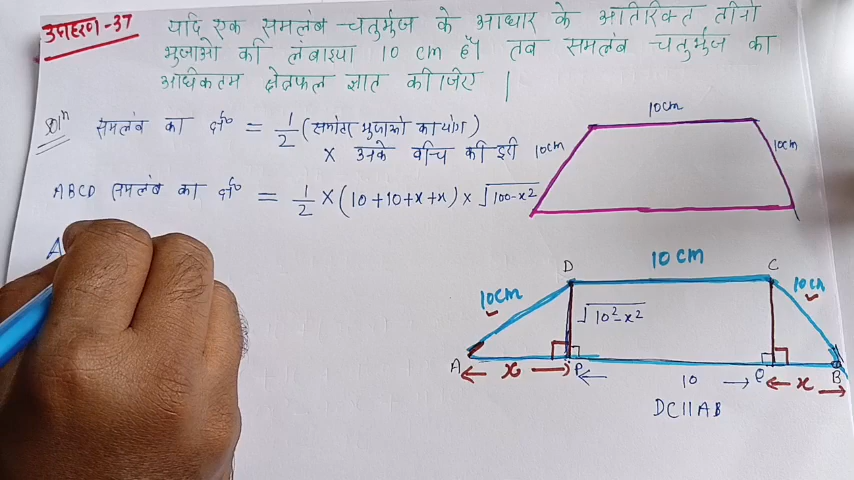 उदाहरण-37
यदि एक समलंब चतुर्भुज के आधार के अतिरिक्त तीनो
भुजाओ की लंबाइया 10 cm है। तब समलंब चतुर्भुज का
अधिकतम क्षेत्रफल ज्ञात कीजिए |
Solⁿ
समलंब का क्षे० = 1/2 (समांतर भुजाओ का योग)
x उनके बीच की दूरी
ABCD समलंब का क्षे० = 1/2 × (10+10+x+x) × √100-x²
A
10cm
10cm
10cm
10 cm
D
C
10cm
10cm
√10²-x²
A
P
Q
B
x
10
x
DC||AB